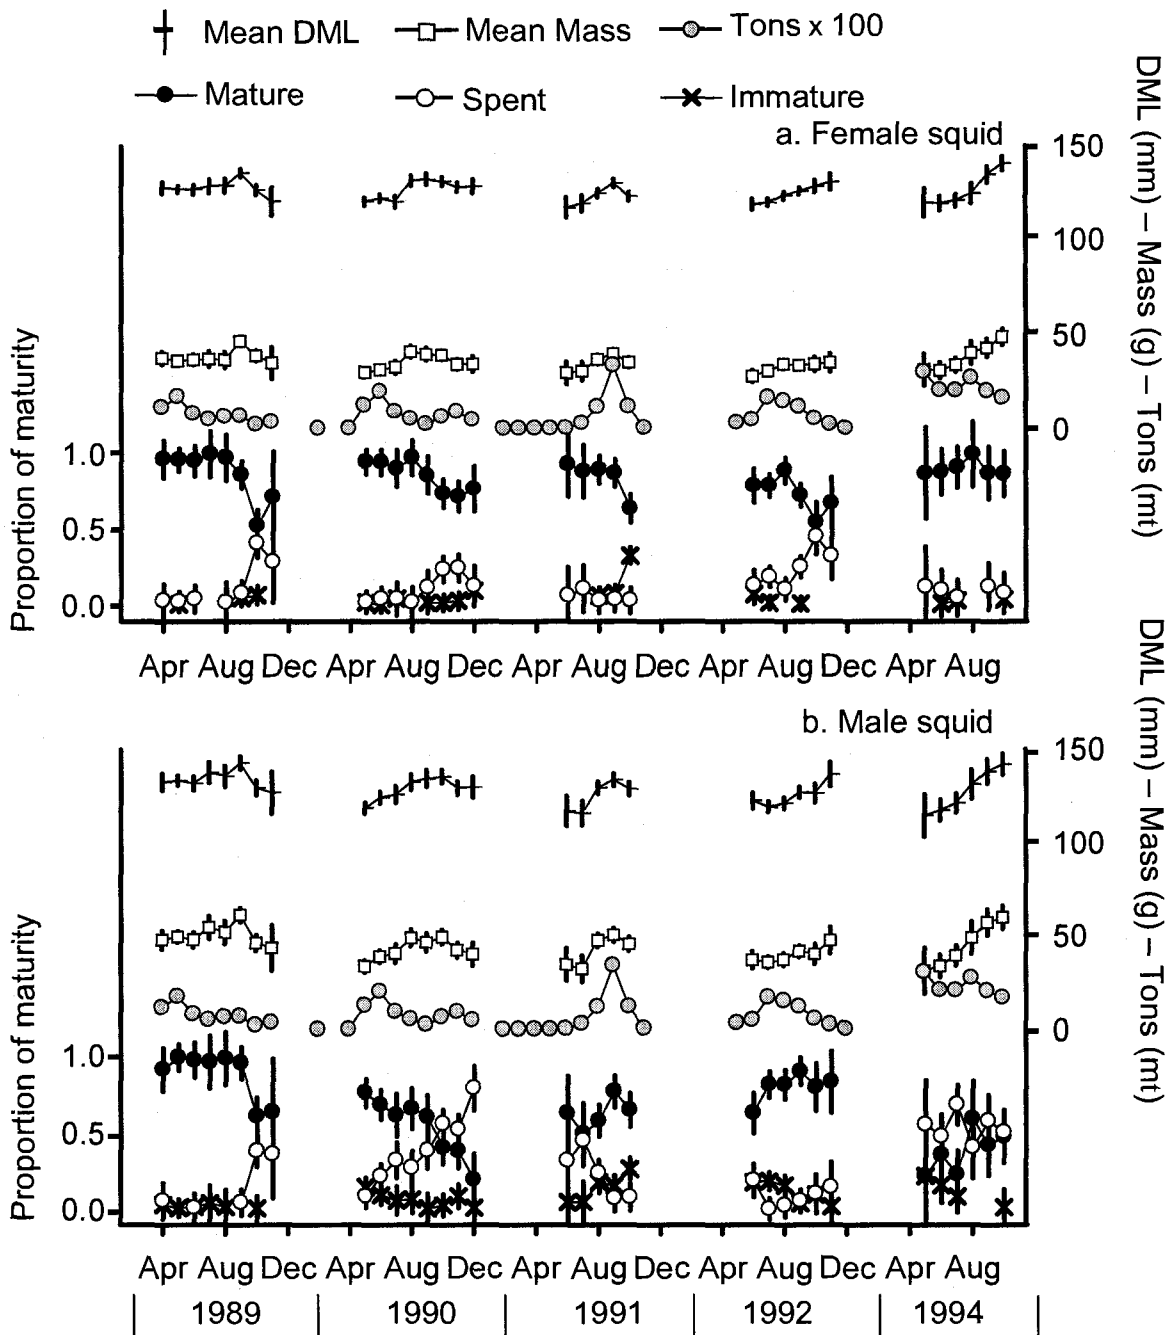 Mean DML Mean Mass Tons x 100
Mature Spent Immature
a. Female squid
150
100
50
0
DML (mm) – Mass (g) – Tons (mt)
Proportion of maturity
1.0
0.5
0.0
Apr Aug Dec Apr Aug Dec Apr Aug Dec Apr Aug Dec Apr Aug
b. Male squid
150
100
50
0
DML (mm) – Mass (g) – Tons (mt)
Proportion of maturity
1.0
0.5
0.0
Apr Aug Dec Apr Aug Dec Apr Aug Dec Apr Aug Dec Apr Aug
1989 1990 1991 1992 1994